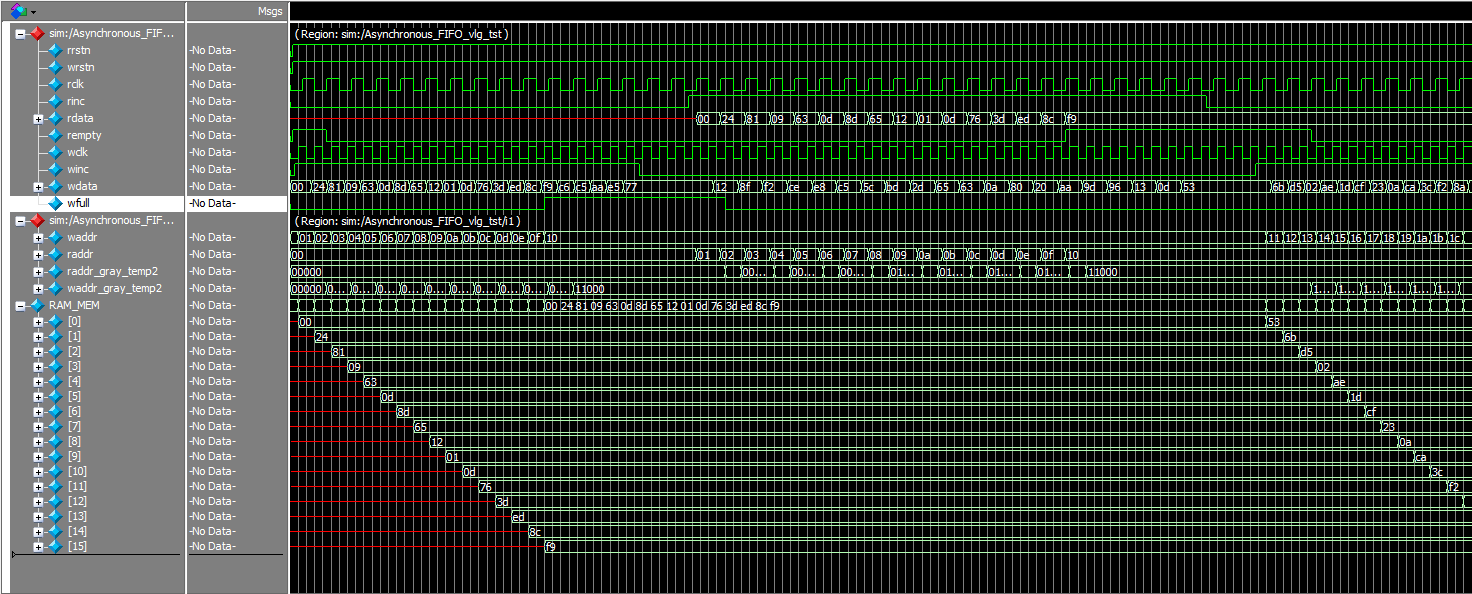 Msgs
sim:/Asynchronous_FIF... (Region: sim:/Asynchronous_FIFO_vlg_tst )
rrstn -No Data-
wrstn -No Data-
rclk -No Data-
rinc -No Data-
rdata -No Data- 00 24 81 09 63 0d 8d 65 12 01 0d 76 3d ed 8c f9
rempty -No Data-
wclk -No Data-
winc -No Data-
wdata -No Data- 00 24 81 09 63 0d 8d 65 12 01 0d 76 3d ed 8c f9 c6 c5 aa e5 77 12 8f f2 ce e8 c5 5c bd 2d 65 63 0a 80 20 aa 9d 96 13 0d 53 6b d5 02 ae 1d cf 23 0a ca 3c f2 8a
wfull -No Data-
sim:/Asynchronous_FIF... (Region: sim:/Asynchronous_FIFO_vlg_tst/i1 )
waddr -No Data- 01 02 03 04 05 06 07 08 09 0a 0b 0c 0d 0e 0f 10 11 12 13 14 15 16 17 18 19 1a 1b 1c
raddr -No Data- 00 01 02 03 04 05 06 07 08 09 0a 0b 0c 0d 0e 0f 10
raddr_gray_temp2 -No Data- 00000 00... 00... 00... 01... 01... 01... 01... 11000
waddr_gray_temp2 -No Data- 00000 0... 0... 0... 0... 0... 0... 0... 0... 0... 0... 11000 1... 1... 1... 1... 1... 1...
RAM_MEM -No Data- 00 24 81 09 63 0d 8d 65 12 01 0d 76 3d ed 8c f9
[0] -No Data- 00 53
[1] -No Data- 24 6b
[2] -No Data- 81 d5
[3] -No Data- 09 02
[4] -No Data- 63 ae
[5] -No Data- 0d 1d
[6] -No Data- 8d cf
[7] -No Data- 65 23
[8] -No Data- 12 0a
[9] -No Data- 01 ca
[10] -No Data- 0d 3c
[11] -No Data- 76 f2
[12] -No Data- 3d
[13] -No Data- ed
[14] -No Data- 8c
[15] -No Data- f9